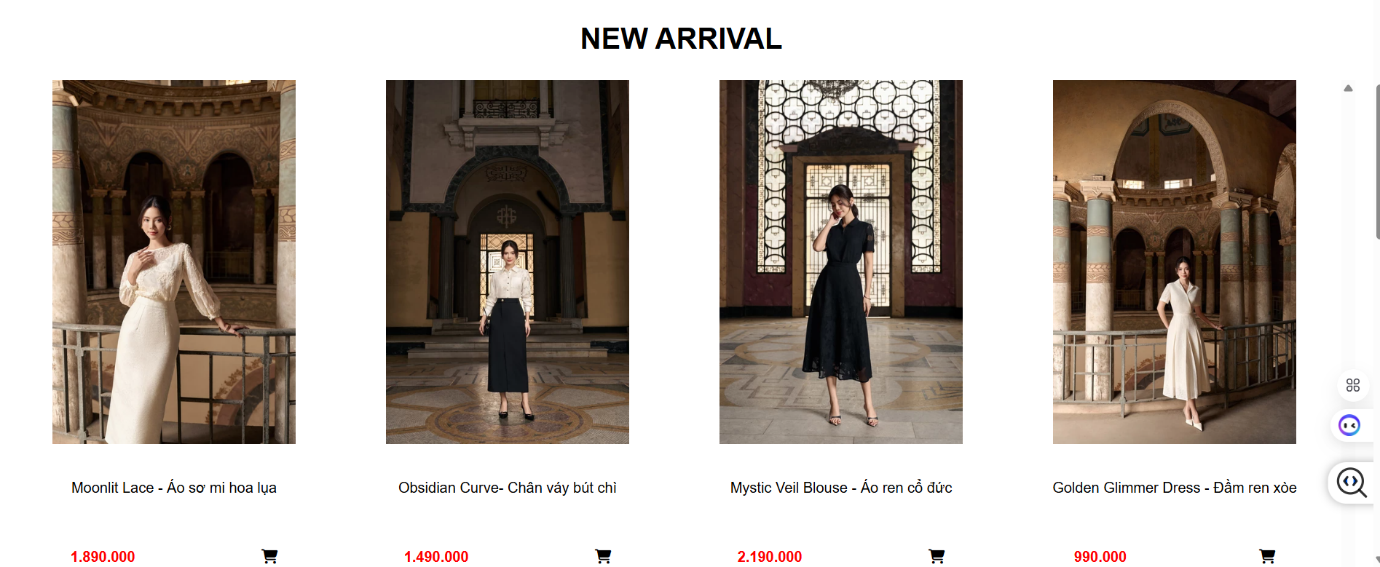 NEW ARRIVAL
Moonlit Lace - Áo sơ mi hoa lụa
Obsidian Curve- Chân váy bút chì
Mystic Veil Blouse - Áo ren cổ đức
Golden Glimmer Dress - Đầm ren xòe
1.890.000
1.490.000
2.190.000
990.000